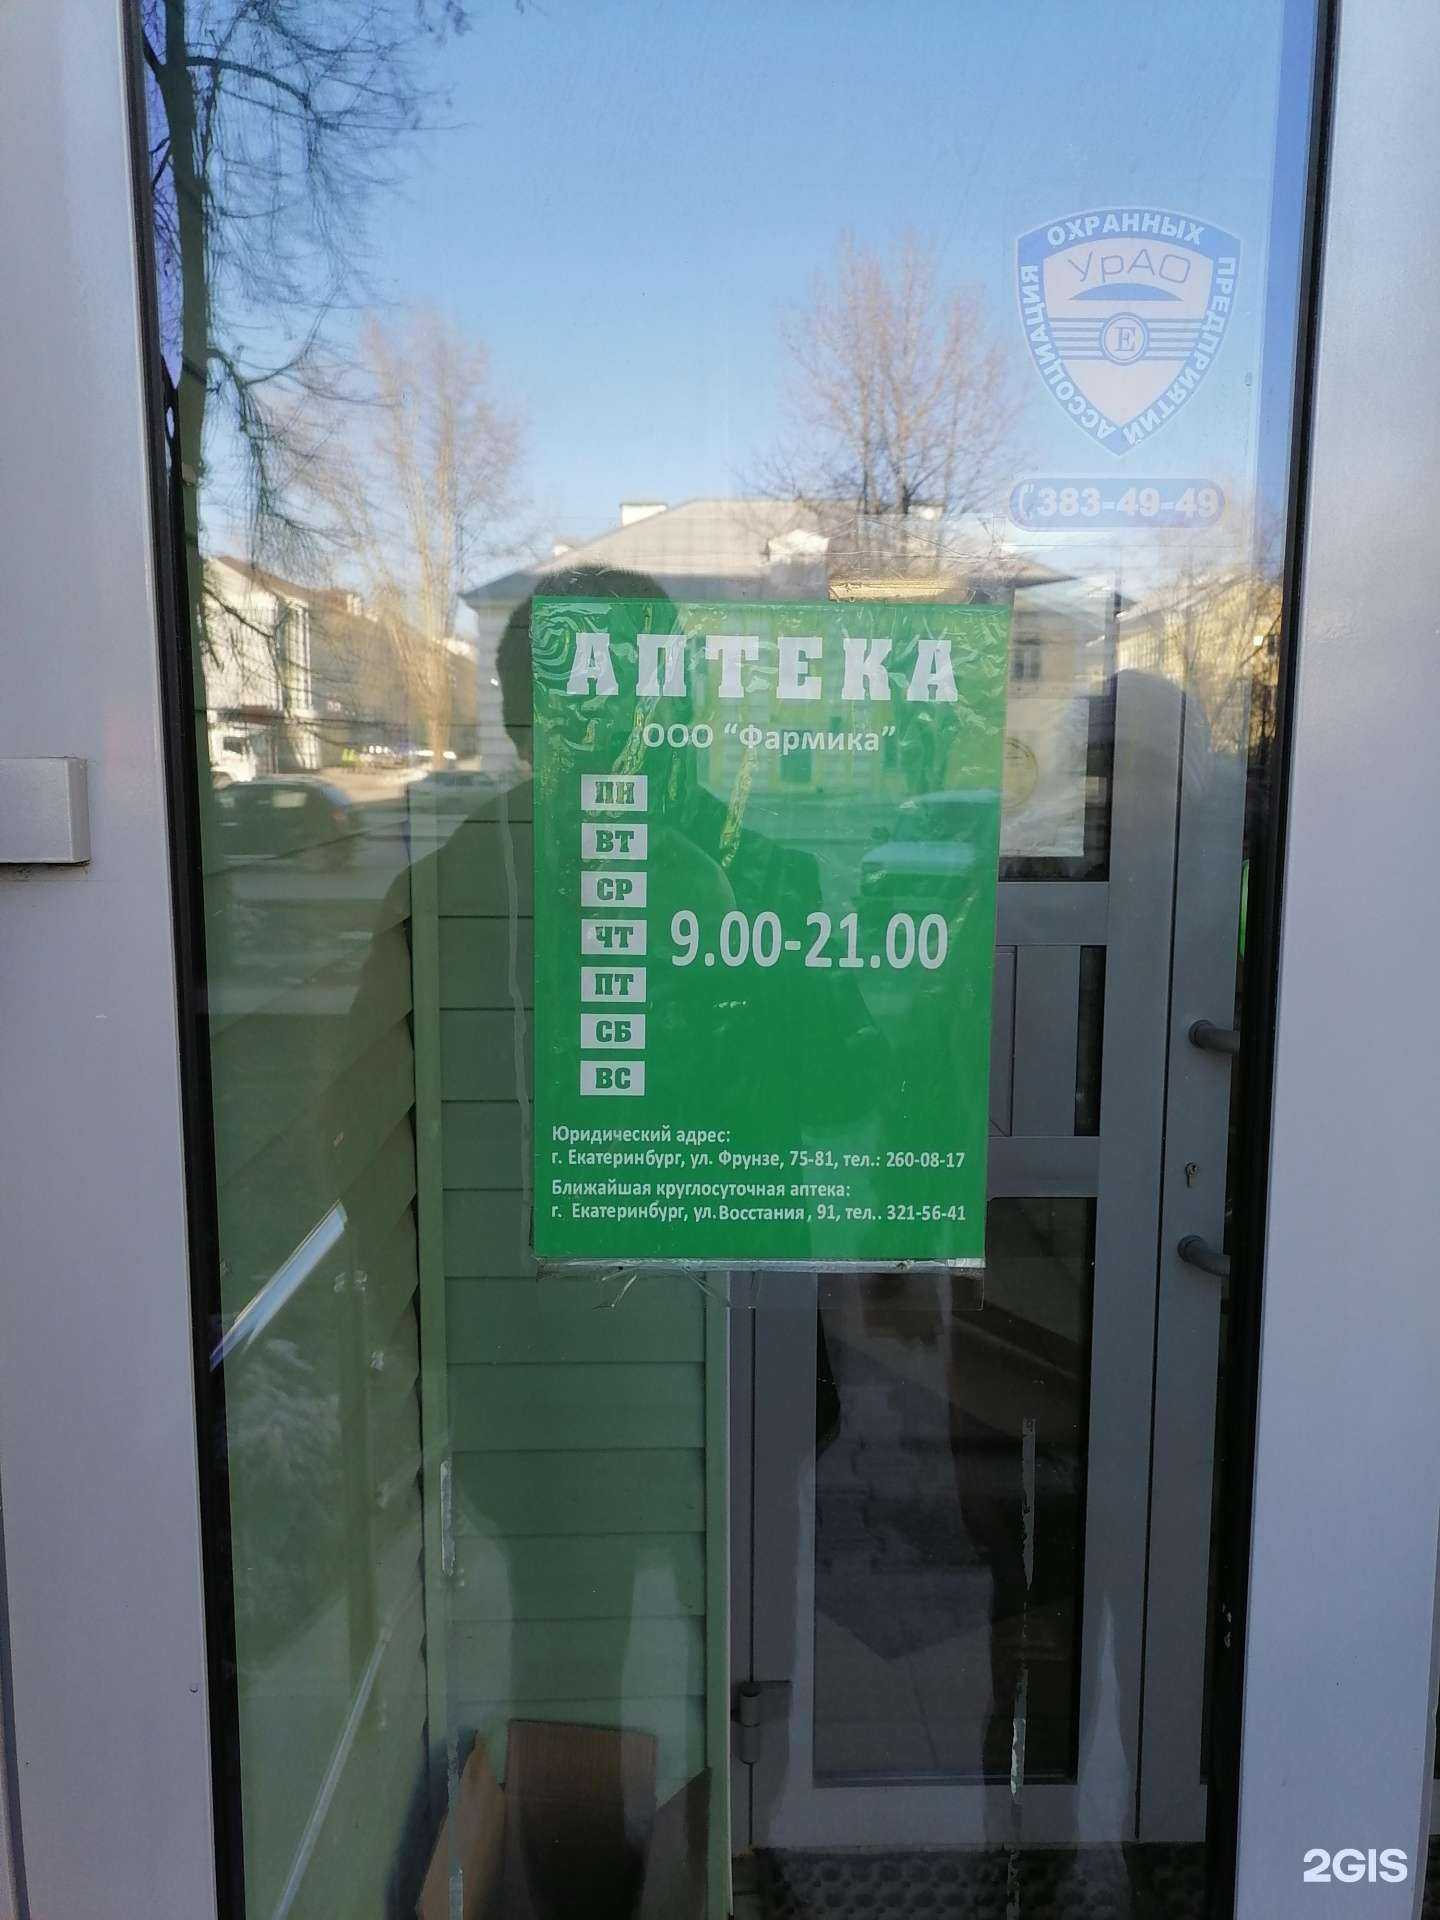 ОХРАННЫХ
ПРЕДПРИЯТИЙ АССОЦИАЦИЯ
УрАО
Е
383-49-49
АПТЕКА
ООО “Фармика”
ПН
ВТ
СР
ЧТ
9.00-21.00
ПТ
СБ
ВС
Юридический адрес:
г. Екатеринбург, ул. Фрунзе, 75-81, тел.: 260-08-17
Ближайшая круглосуточная аптека:
г. Екатеринбург, ул.Восстания, 91, тел.. 321-56-41
2GIS